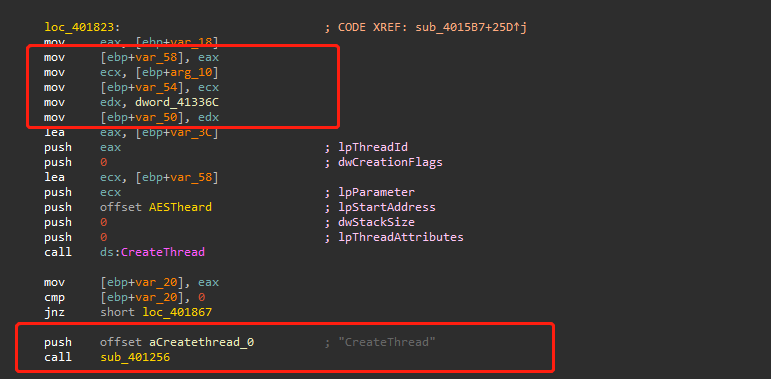 loc_401823: ; CODE XREF: sub_4015B7+25D↑j
mov eax, [ebp+var_18]
mov [ebp+var_58], eax
mov ecx, [ebp+arg_10]
mov [ebp+var_54], ecx
mov edx, dword_41336C
mov [ebp+var_50], edx
lea eax, [ebp+var_3C]
push eax ; lpThreadId
push 0 ; dwCreationFlags
lea ecx, [ebp+var_58]
push ecx ; lpParameter
push offset AESTheard ; lpStartAddress
push 0 ; dwStackSize
push 0 ; lpThreadAttributes
call ds:CreateThread
mov [ebp+var_20], eax
cmp [ebp+var_20], 0
jnz short loc_401867
push offset aCreatethread_0 ; "CreateThread"
call sub_401256